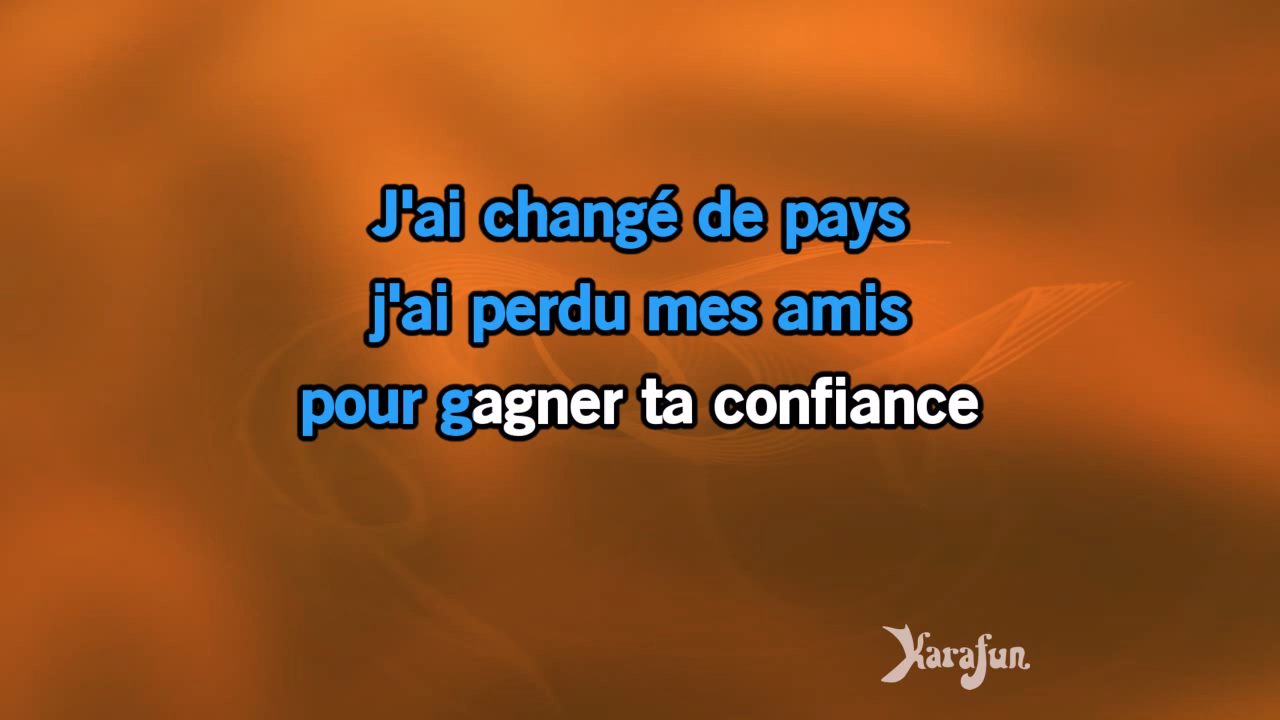 J'ai changé de pays
j'ai perdu mes amis
pour gagner ta confiance
Karafun